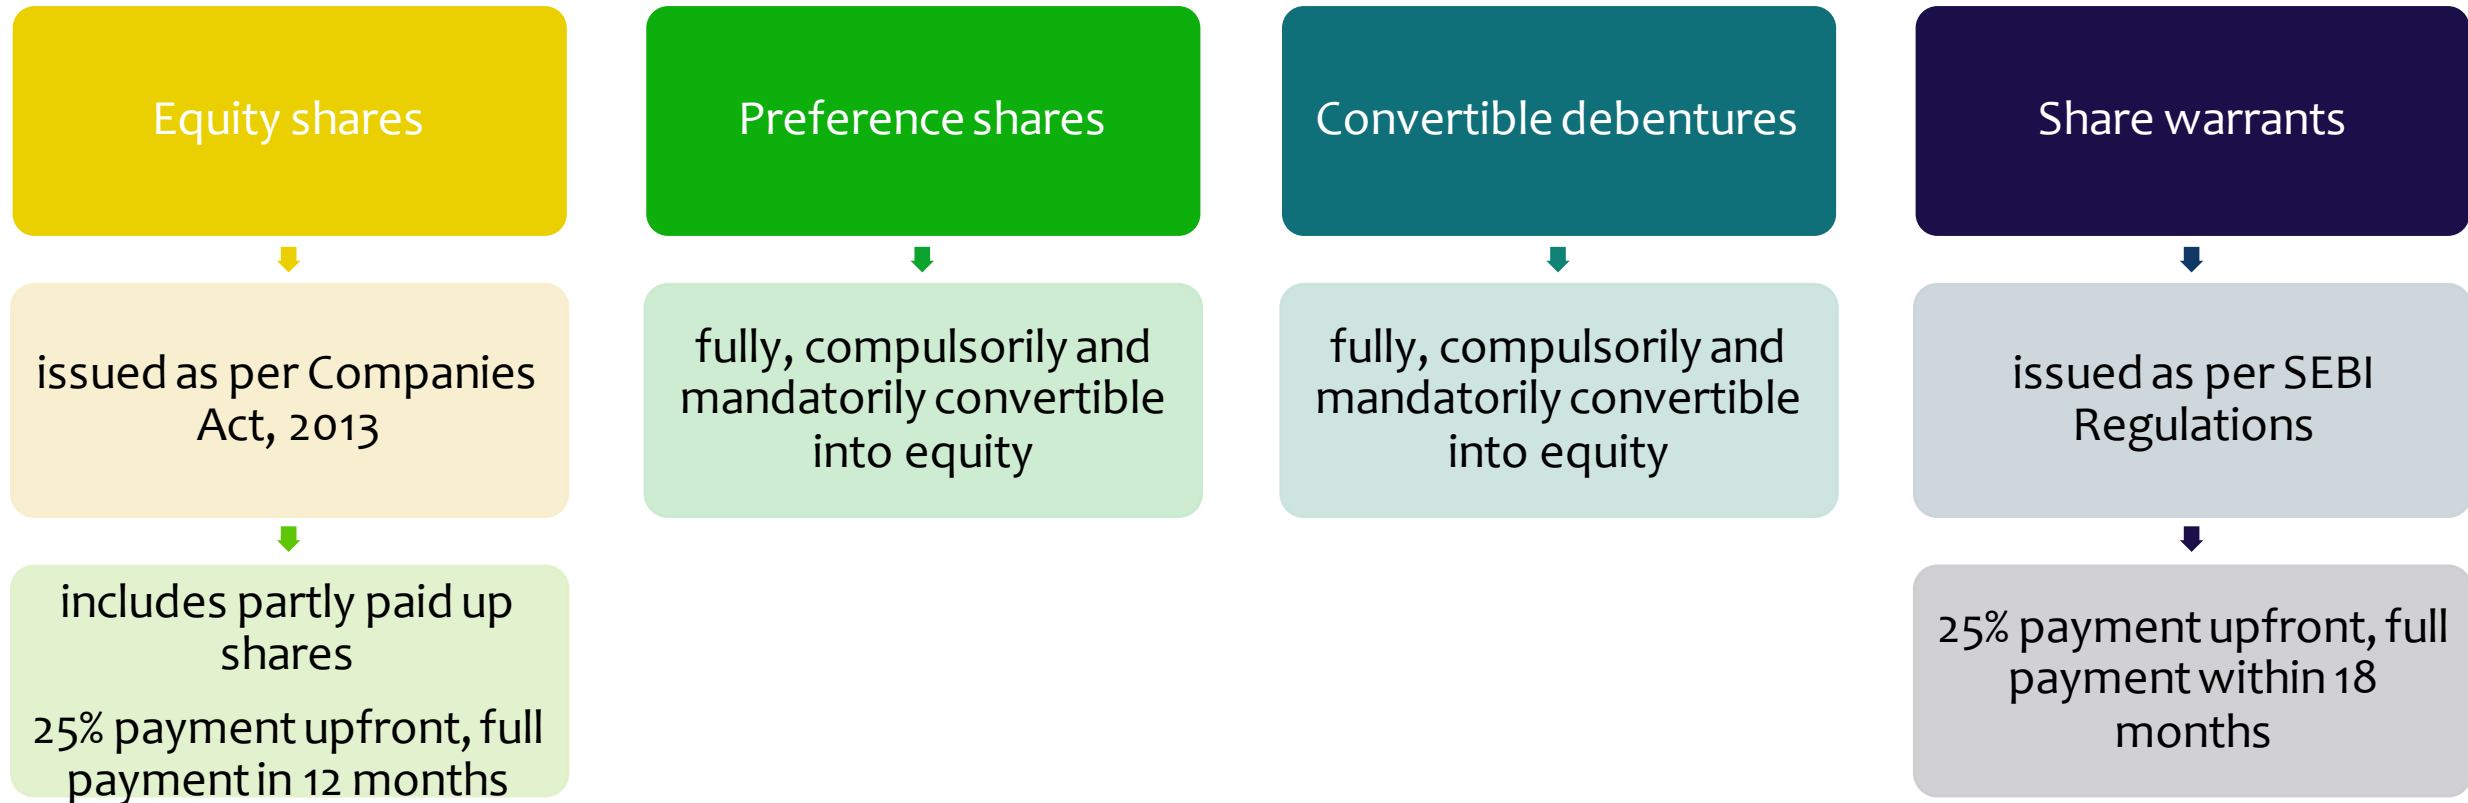 Equity shares
issued as per Companies
Act, 2013
includes partly paid up
shares
25% payment upfront, full
payment in 12 months
Preference shares
fully, compulsorily and
mandatorily convertible
into equity
Convertible debentures
fully, compulsorily and
mandatorily convertible
into equity
Share warrants
issued as per SEBI
Regulations
25% payment upfront, full
payment within 18
months